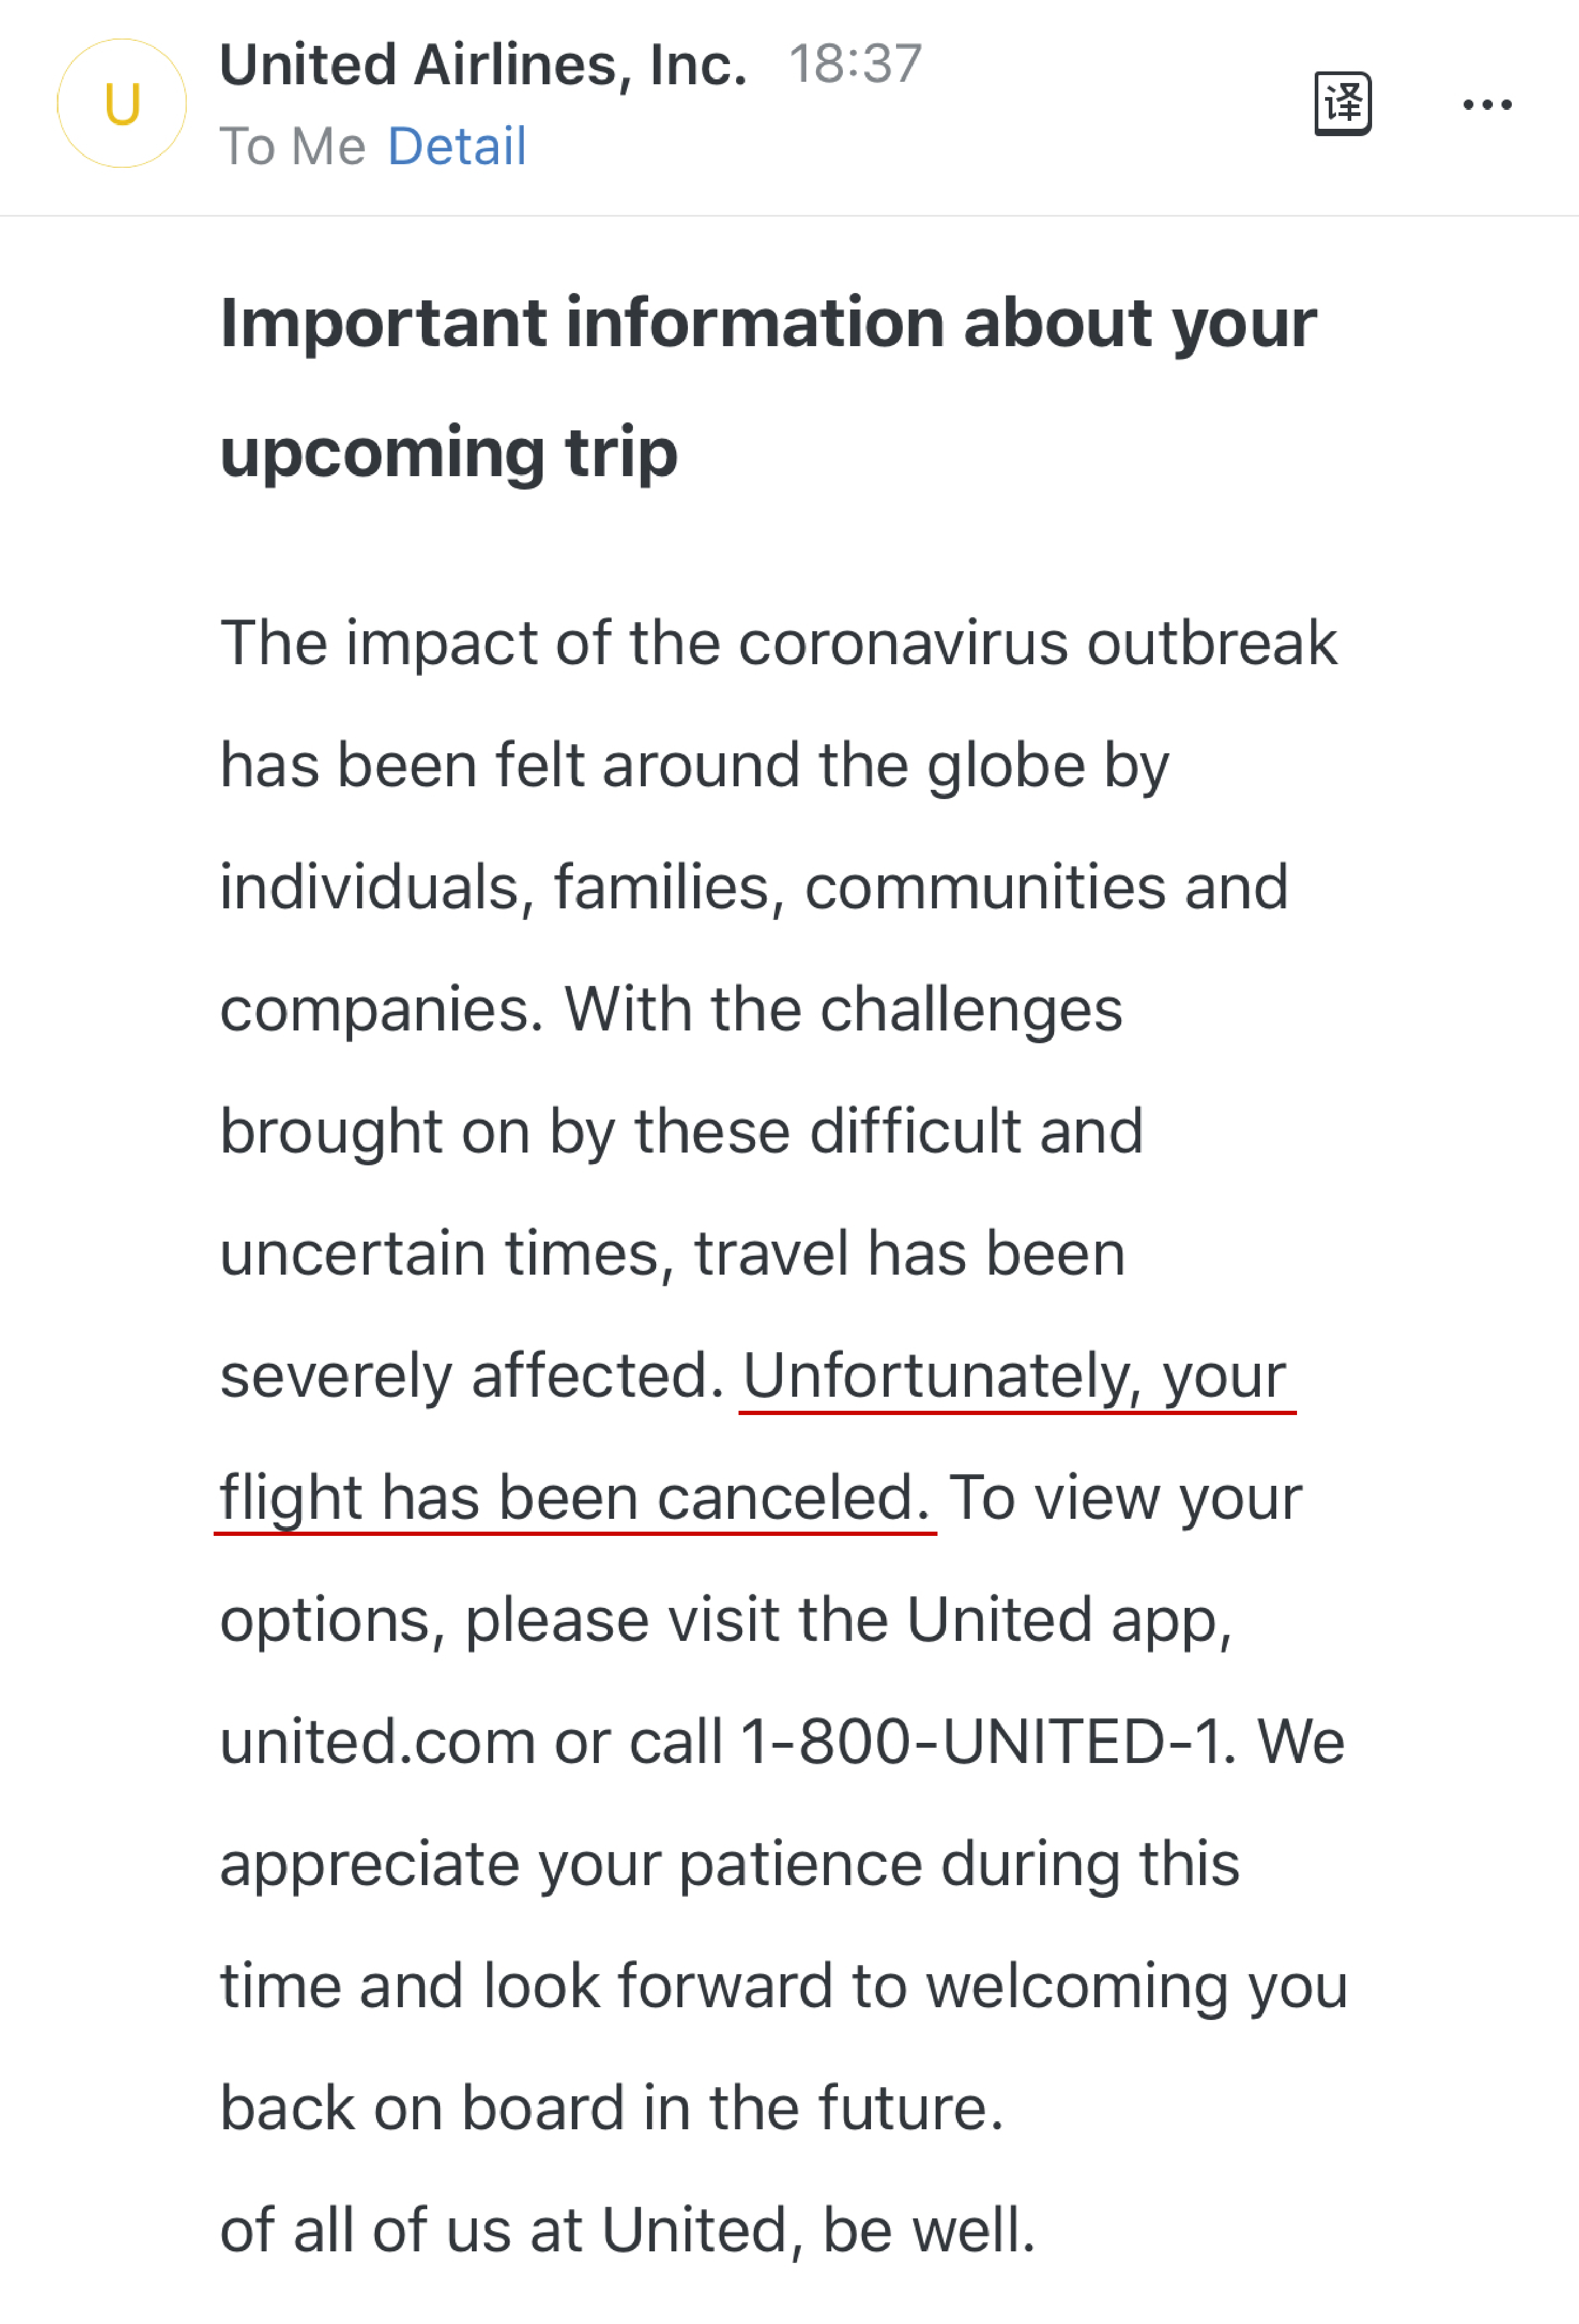 U
United Airlines, Inc. 18:37
To Me Detail
译
Important information about your
upcoming trip
The impact of the coronavirus outbreak
has been felt around the globe by
individuals, families, communities and
companies. With the challenges
brought on by these difficult and
uncertain times, travel has been
severely affected. Unfortunately, your
flight has been canceled. To view your
options, please visit the United app,
united.com or call 1-800-UNITED-1. We
appreciate your patience during this
time and look forward to welcoming you
back on board in the future.
of all of us at United, be well.